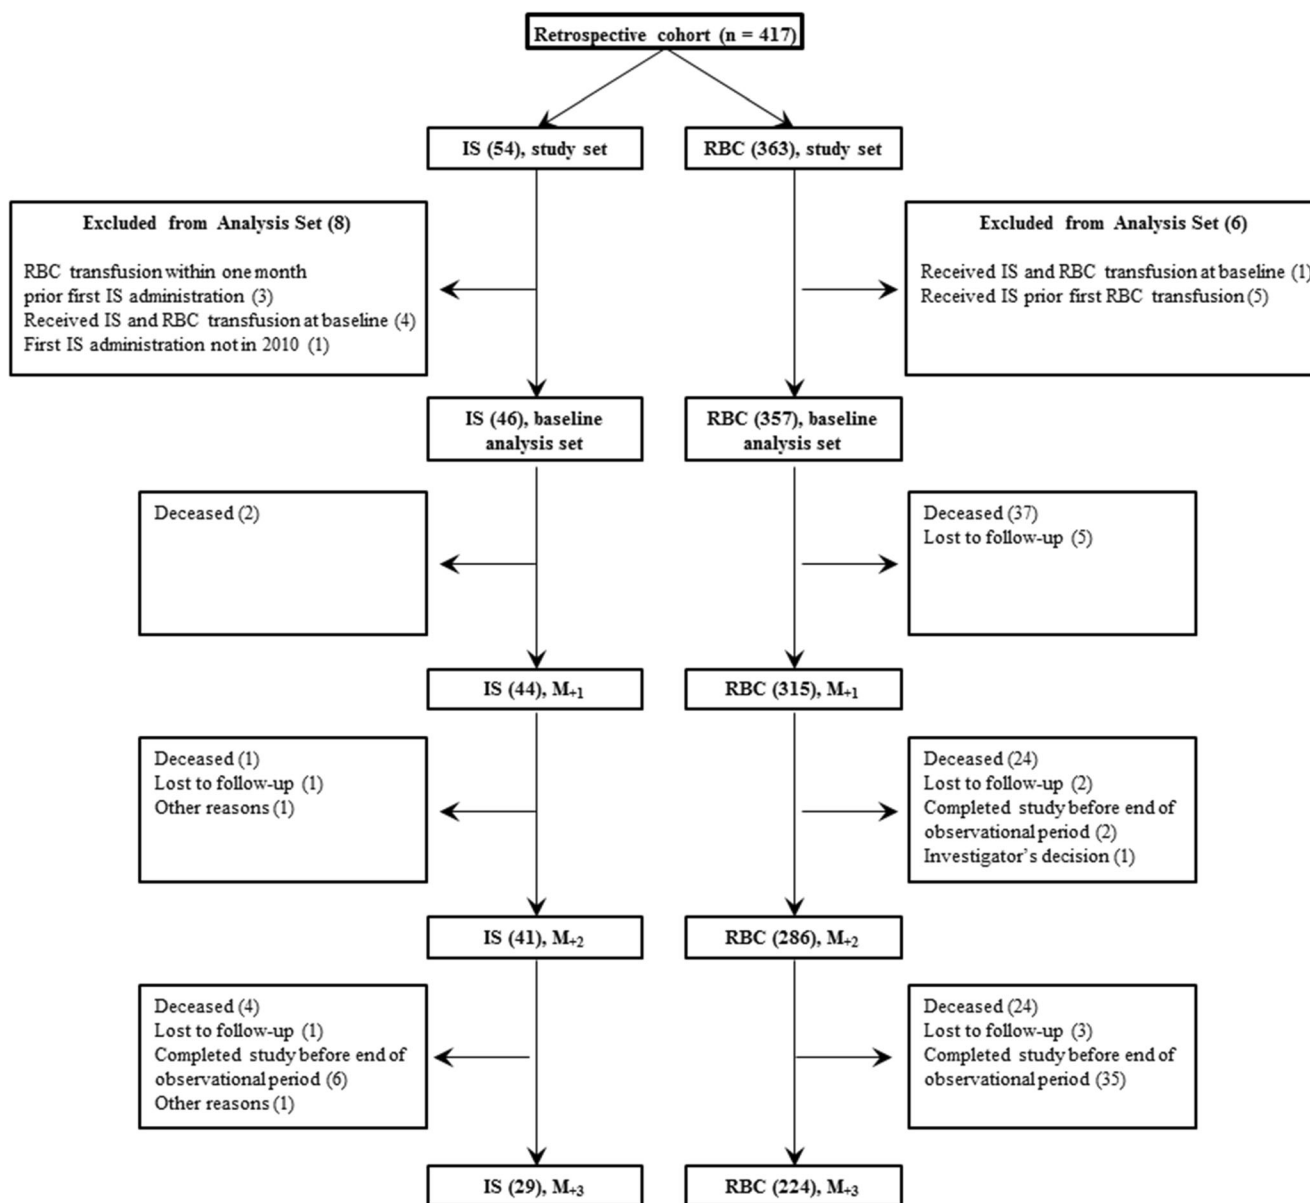 Retrospective cohort (n = 417)
IS (54), study set
RBC (363), study set
Excluded from Analysis Set (8)
RBC transfusion within one month
prior first IS administration (3)
Received IS and RBC transfusion at baseline (4)
First IS administration not in 2010 (1)
Excluded from Analysis Set (6)
Received IS and RBC transfusion at baseline (1)
Received IS prior first RBC transfusion (5)
IS (46), baseline
analysis set
RBC (357), baseline
analysis set
Deceased (2)
Deceased (37)
Lost to follow-up (5)
IS (44), M+1
RBC (315), M+1
Deceased (1)
Lost to follow-up (1)
Other reasons (1)
Deceased (24)
Lost to follow-up (2)
Completed study before end of
observational period (2)
Investigator's decision (1)
IS (41), M+2
RBC (286), M+2
Deceased (4)
Lost to follow-up (1)
Completed study before end of
observational period (6)
Other reasons (1)
Deceased (24)
Lost to follow-up (3)
Completed study before end of
observational period (35)
IS (29), M+3
RBC (224), M+3